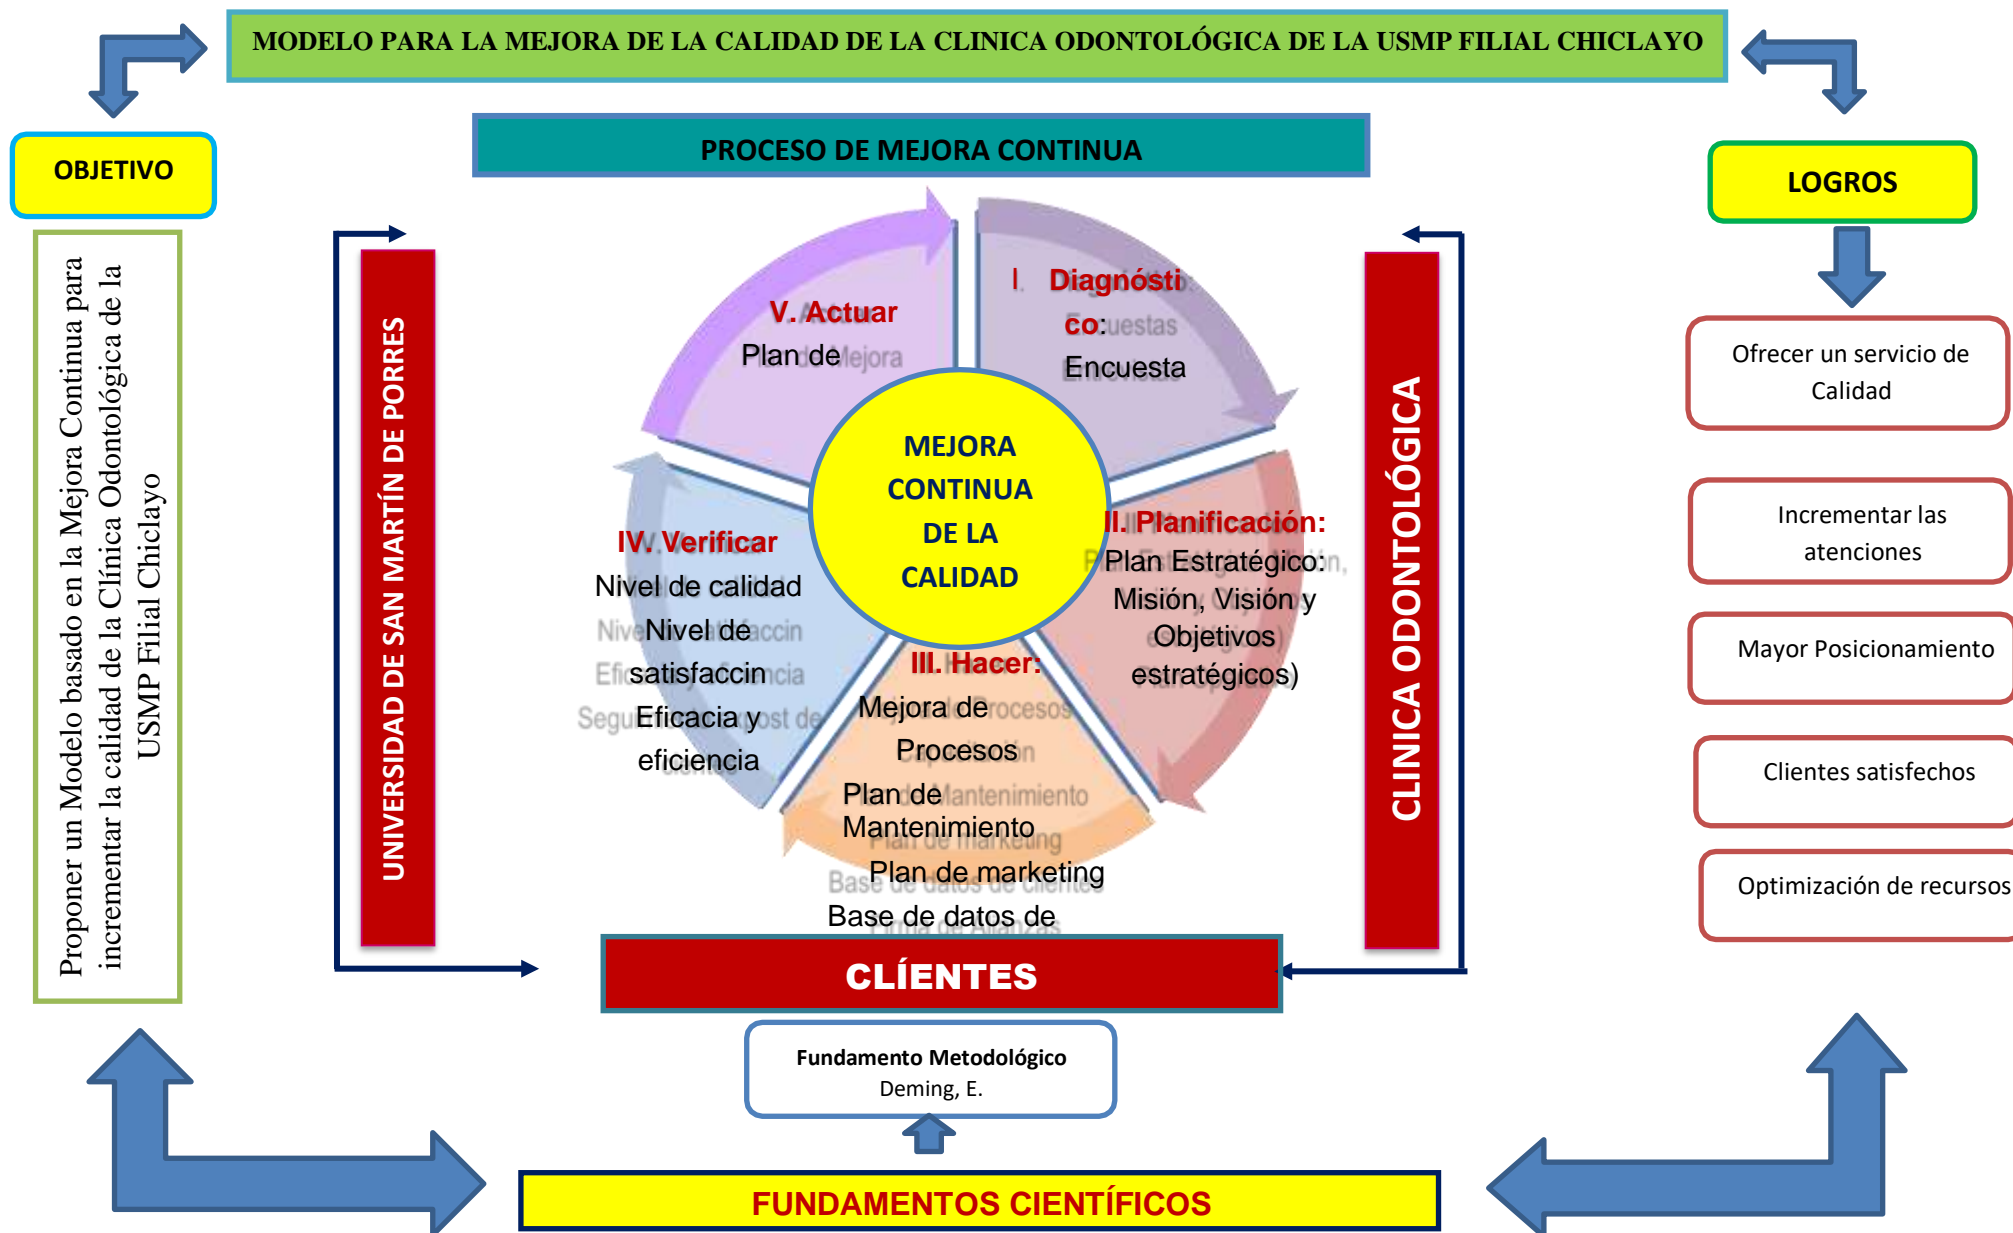 MODELO PARA LA MEJORA DE LA CALIDAD DE LA CLINICA ODONTOLÓGICA DE LA USMP FILIAL CHICLAYO
OBJETIVO
Proponer un Modelo basado en la Mejora Continua para
incrementar la calidad de la Clínica Odontológica de la
USMP Filial Chiclayo
PROCESO DE MEJORA CONTINUA
UNIVERSIDAD DE SAN MARTÍN DE PORRES
I. Diagnósti
co:
Encuesta
II. Planificación:
Plan Estratégico:
Misión, Visión y
Objetivos
estratégicos)
III. Hacer:
Mejora de
Procesos
Plan de
Mantenimiento
Plan de marketing
Base de datos de
IV. Verificar
Nivel de calidad
Nivel de
satisfaccin
Eficacia y
eficiencia
V. Actuar
Plan de
MEJORA
CONTINUA
DE LA
CALIDAD
CLINICA ODONTOLÓGICA
CLÍENTES
Fundamento Metodológico
Deming, E.
FUNDAMENTOS CIENTÍFICOS
LOGROS
Ofrecer un servicio de
Calidad
Incrementar las
atenciones
Mayor Posicionamiento
Clientes satisfechos
Optimización de recursos